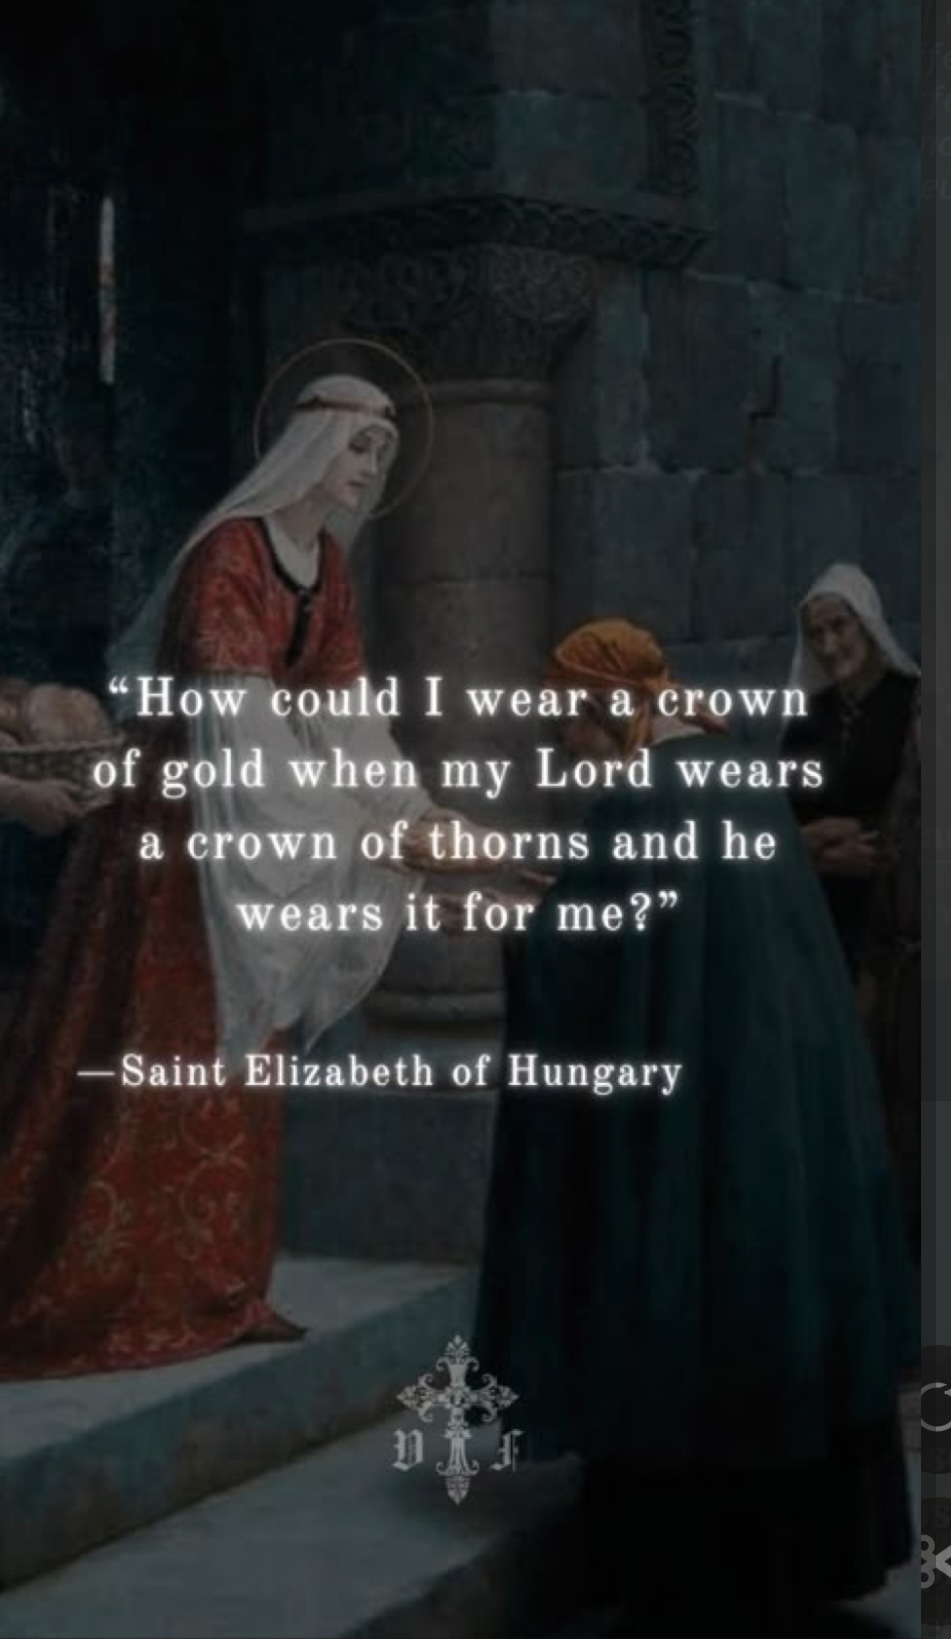 “How could I wear a crown
of gold when my Lord wears
a crown of thorns and he
wears it for me?”
—Saint Elizabeth of Hungary